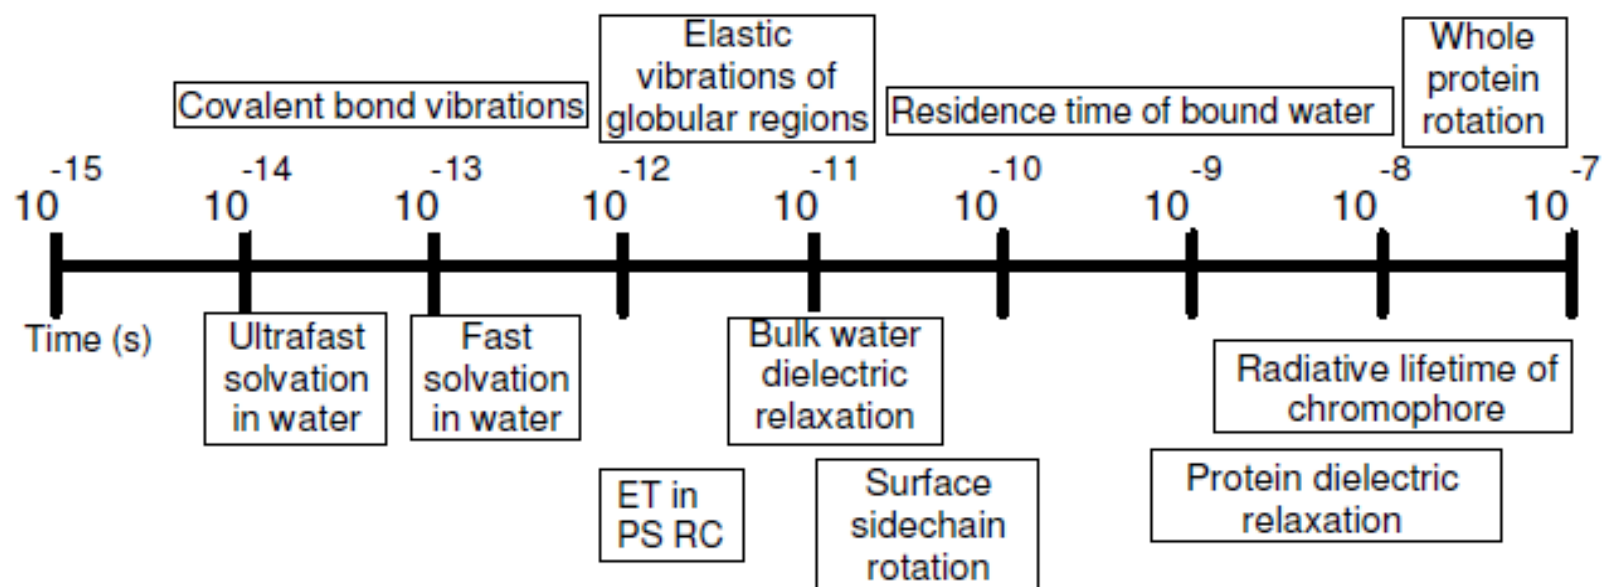 Elastic
vibrations of
globular regions
Whole
protein
rotation
Covalent bond vibrations
Residence time of bound water
10^-15 10^-14 10^-13 10^-12 10^-11 10^-10 10^-9 10^-8 10^-7
Time (s)
Ultrafast
solvation
in water
Fast
solvation
in water
Bulk water
dielectric
relaxation
Radiative lifetime of
chromophore
ET in
PS RC
Surface
sidechain
rotation
Protein dielectric
relaxation